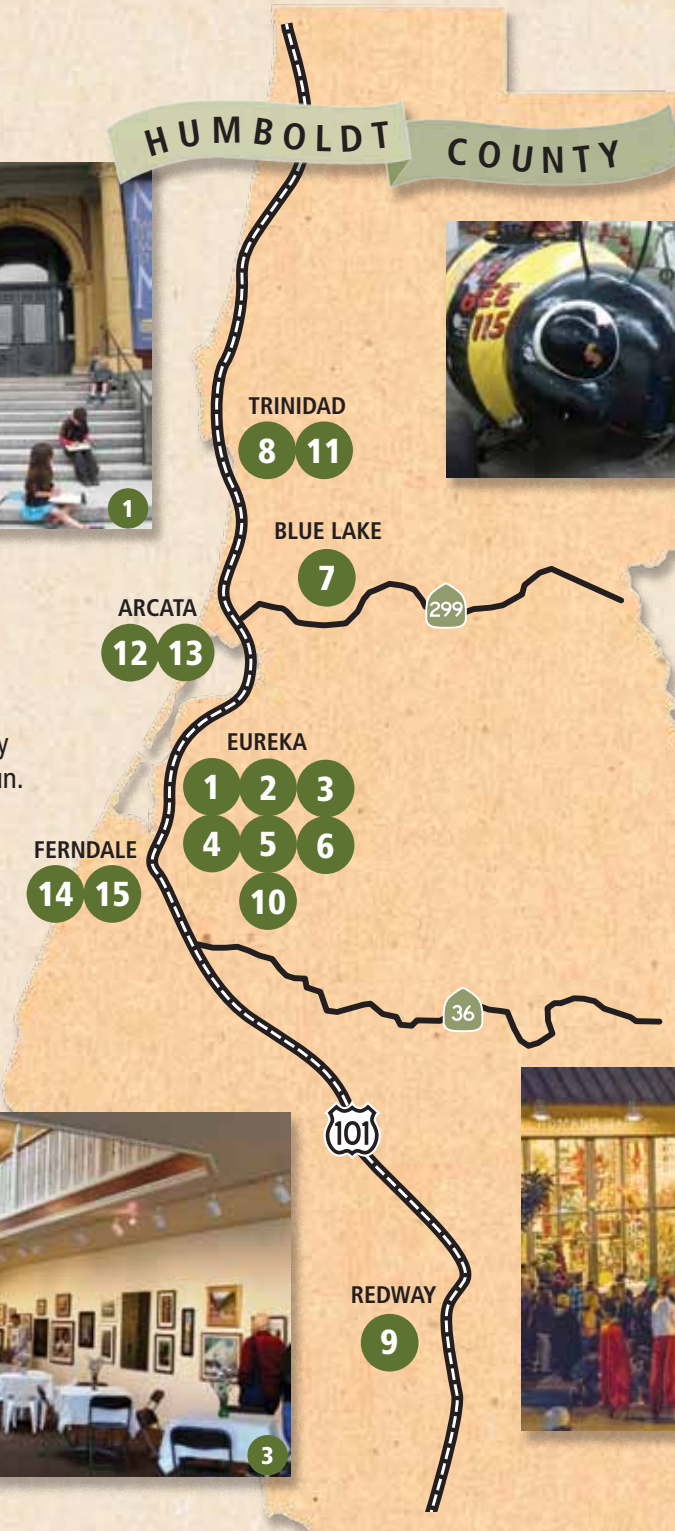 HUMBOLDT COUNTY
BEE
115
1
TRINIDAD
8 11
BLUE LAKE
7
299
ARCATA
12 13
EUREKA
1 2 3
4 5 6
10
y
un.
FERNDALE
14 15
36
101
REDWAY
9
3